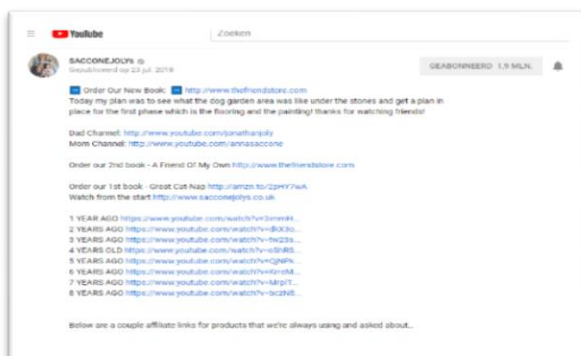 YouTube
Zoeken
SACCONEJOLYs
Gepubliceerd op 23 jul. 2018
GEABONNEERD 1,9 MLN.
Order Our New Book: http://www.thefriendstore.com
Today my plan was to see what the dog garden area was like under the stones and get a plan in
place for the first phase which is the flooring and the painting! thanks for watching friends!
Dad Channel: http://www.youtube.com/jonathanjoly
Mom Channel: http://www.youtube.com/annasaccone
Order our 2nd book - A Friend Of My Own http://www.thefriendstore.com
Order our 1st book - Great Cat Nap http://amzn.to/2pHY7wA
Watch from the start http://www.sacconejolys.co.uk
1 YEAR AGO https://www.youtube.com/watch?
2 YEARS AGO https://www.youtube.com/watch?
3 YEARS AGO https://www.youtube.com/watch?
4 YEARS OLD https://www.youtube.com/watch?
5 YEARS AGO https://www.youtube.com/watch?
6 YEARS AGO https://www.youtube.com/watch?
7 YEARS AGO https://www.youtube.com/watch?
8 YEARS AGO https://www.youtube.com/watch?
Below are a couple affiliate links for products that we're always using and asked about..